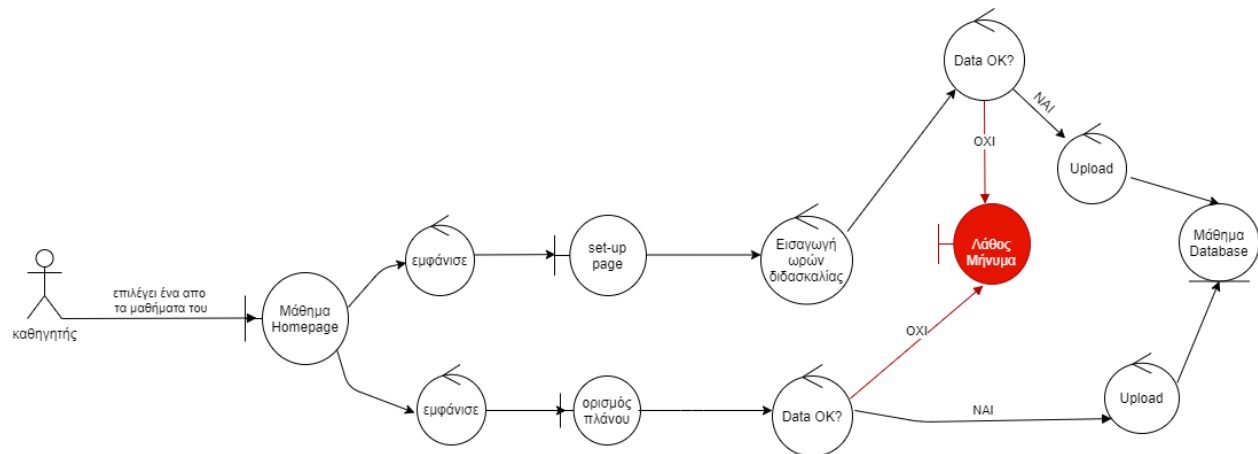 Data OK?
ΝΑΙ
ΟΧΙ
Upload
Λάθος
Μήνυμα
Μάθημα
Database
εμφάνισε
set-up
page
Εισαγωγή
ωρών
διδασκαλίας
επιλέγει ένα απο
τα μαθήματα του
καθηγητής
Μάθημα
Homepage
ΟΧΙ
εμφάνισε
ορισμός
πλάνου
Data OK?
ΝΑΙ
Upload